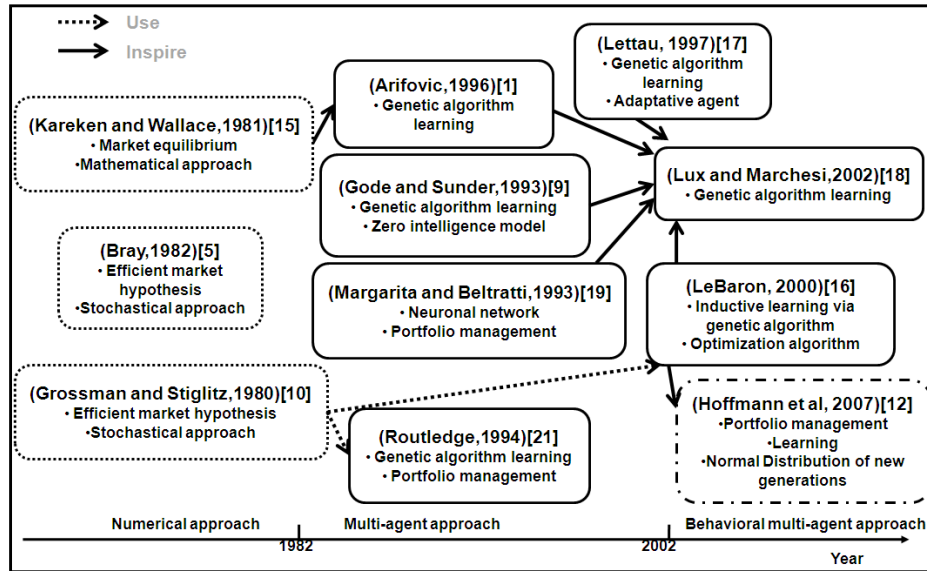 Use
Inspire
(Kareken and Wallace,1981)[15]
• Market equilibrium
•Mathematical approach
(Bray,1982)[5]
• Efficient market
hypothesis
•Stochastical approach
(Grossman and Stiglitz,1980)[10]
• Efficient market hypothesis
•Stochastical approach
(Arifovic,1996)[1]
• Genetic algorithm
learning
(Gode and Sunder,1993)[9]
• Genetic algorithm learning
• Zero intelligence model
(Margarita and Beltratti,1993)[19]
• Neuronal network
• Portfolio management
(Routledge,1994)[21]
• Genetic algorithm learning
• Portfolio management
(Lettau, 1997)[17]
• Genetic algorithm
learning
• Adaptative agent
(Lux and Marchesi,2002)[18]
• Genetic algorithm learning
(LeBaron, 2000)[16]
• Inductive learning via
genetic algorithm
• Optimization algorithm
(Hoffmann et al, 2007)[12]
•Portfolio management
•Learning
•Normal Distribution of new
generations
Numerical approach
Multi-agent approach
Behavioral multi-agent approach
1982
2002
Year